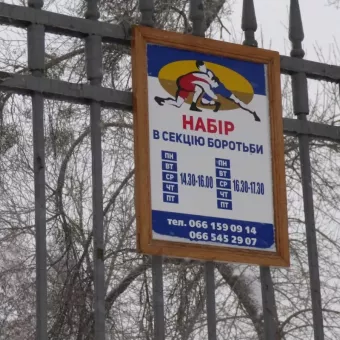 НАБІР
В СЕКЦІЮ БОРОТЬБИ
ПН
ВТ
СР 14.30-16.00
ЧТ
ПТ
ПН
ВТ
СР 16.30-17.30
ЧТ
ПТ
тел. 066 159 09 14
066 545 29 07